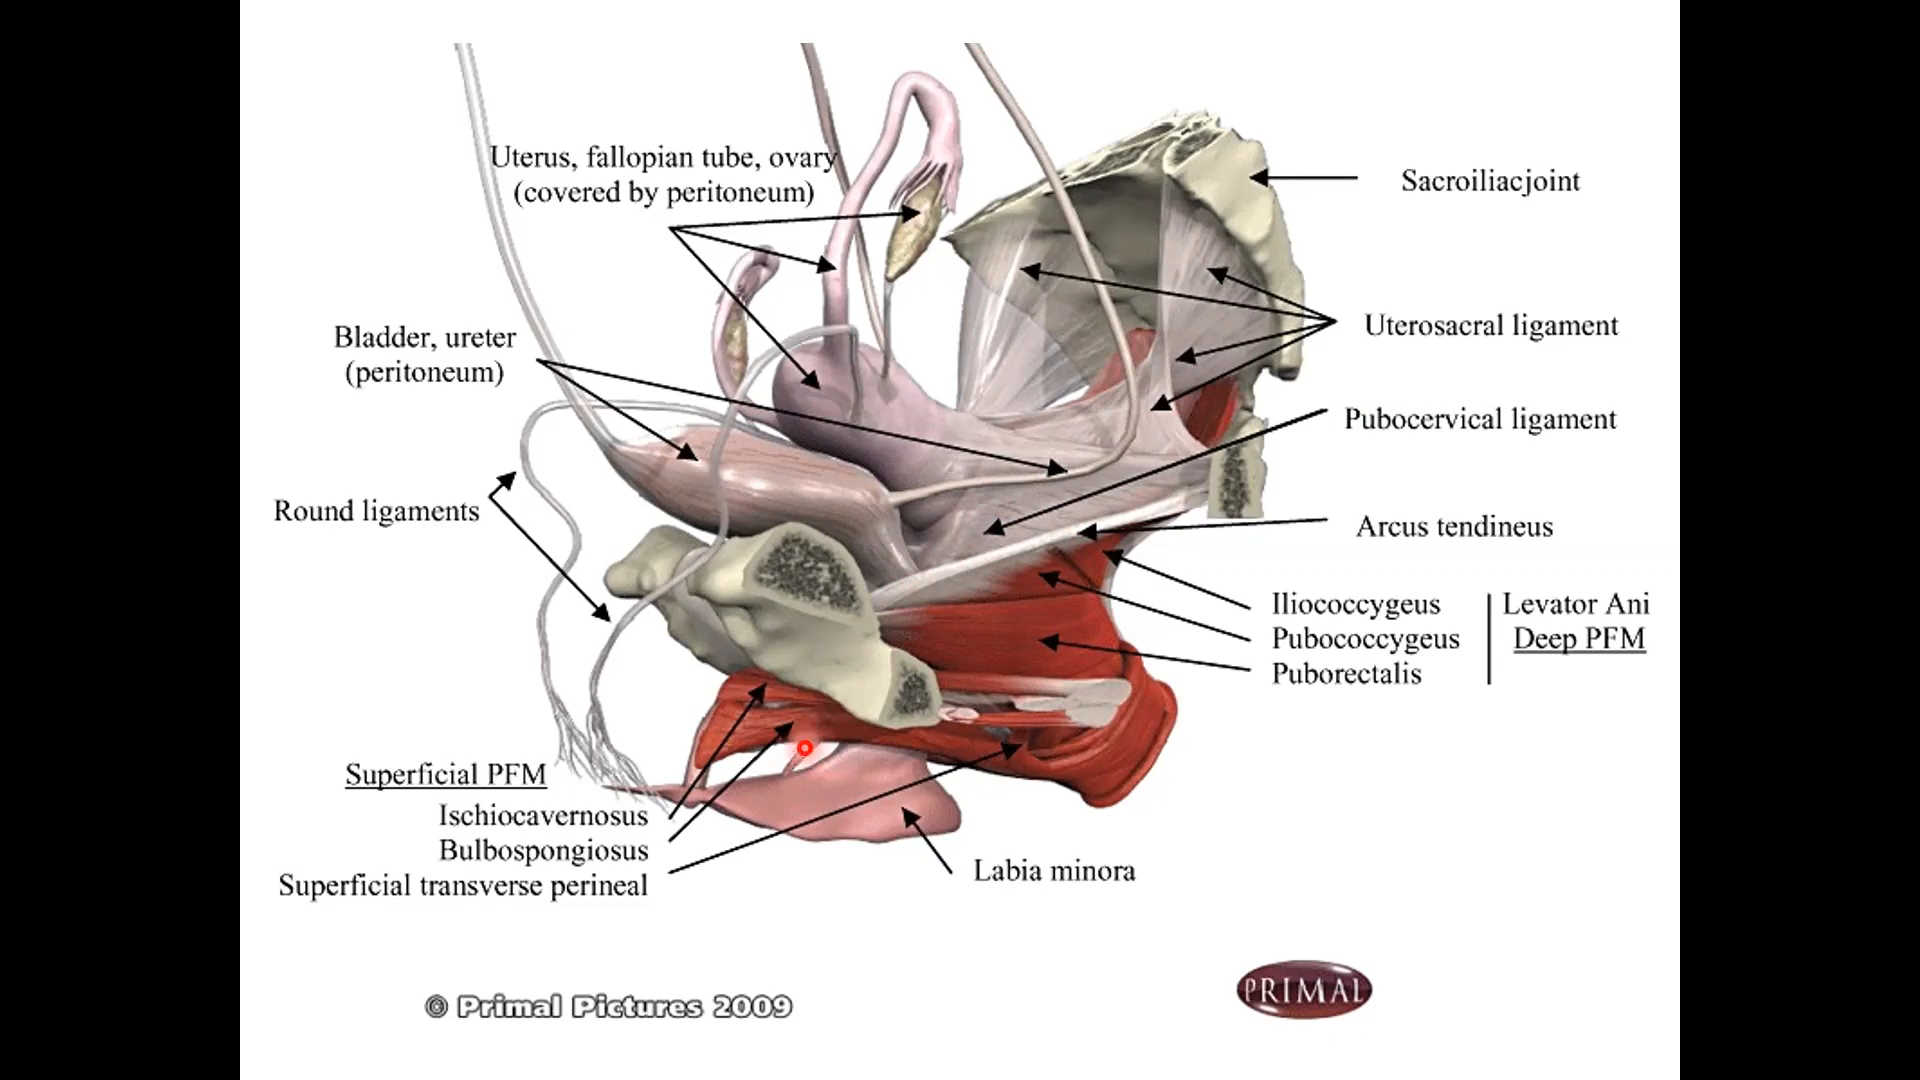 Uterus, fallopian tube, ovary
(covered by peritoneum)
Sacroiliacjoint
Bladder, ureter
(peritoneum)
Uterosacral ligament
Pubocervical ligament
Round ligaments
Arcus tendineus
Iliococcygeus
Pubococcygeus
Puborectalis
Levator Ani
Deep PFM
Superficial PFM
Ischiocavernosus
Bulbospongiosus
Superficial transverse perineal
Labia minora
PRIMAL
© Primal Pictures 2009